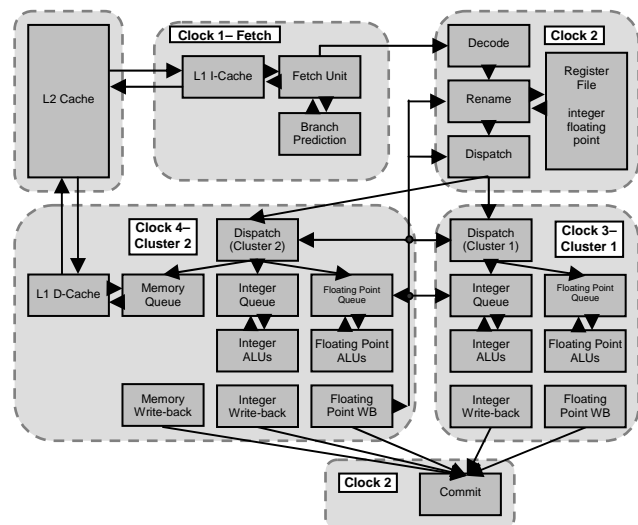 Clock 1– Fetch
Clock 2
L2 Cache
L1 I-Cache
Fetch Unit
Branch
Prediction
Decode
Rename
Dispatch
Register
File
integer
floating
point
Clock 4–
Cluster 2
Dispatch
(Cluster 2)
Dispatch
(Cluster 1)
Clock 3–
Cluster 1
L1 D-Cache
Memory
Queue
Integer
Queue
Floating Point
Queue
Integer
Queue
Floating Point
Queue
Integer
ALUs
Floating Point
ALUs
Integer
ALUs
Floating Point
ALUs
Memory
Write-back
Integer
Write-back
Floating
Point WB
Integer
Write-back
Floating
Point WB
Clock 2
Commit